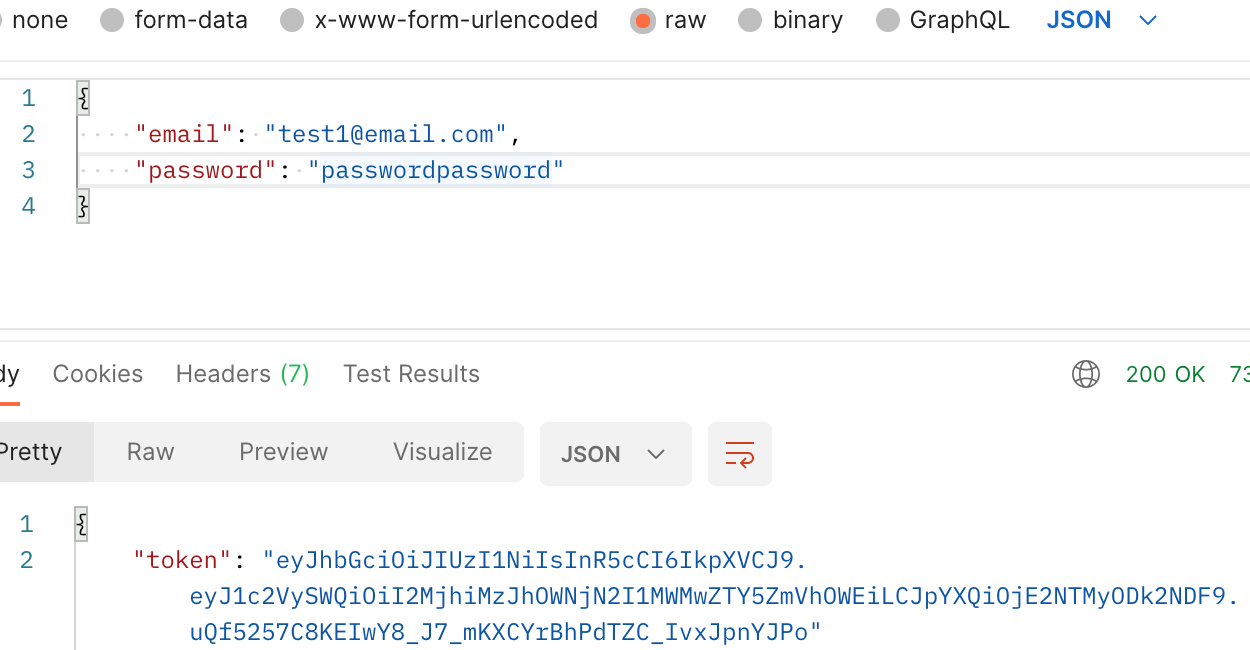 none form-data x-www-form-urlencoded raw binary GraphQL JSON
1 {
2 "email": "test1@email.com",
3 "password": "passwordpassword"
4 }
dy Cookies Headers (7) Test Results 200 OK 73
Pretty Raw Preview Visualize JSON
1 {
2 "token": "eyJhbGciOiJIUzI1NiIsInR5cCI6IkpXVCJ9.
eyJ1c2VySWQiOiI2MjhiMzJhOWNjN2I1MWMwZTY5ZmVhOWEiLCJpYXQiOjE2NTMyODk2NDF9.
uQf5257C8KEIwY8_J7_mKXCYrBhPdTZC_IvxJpnYJPo"